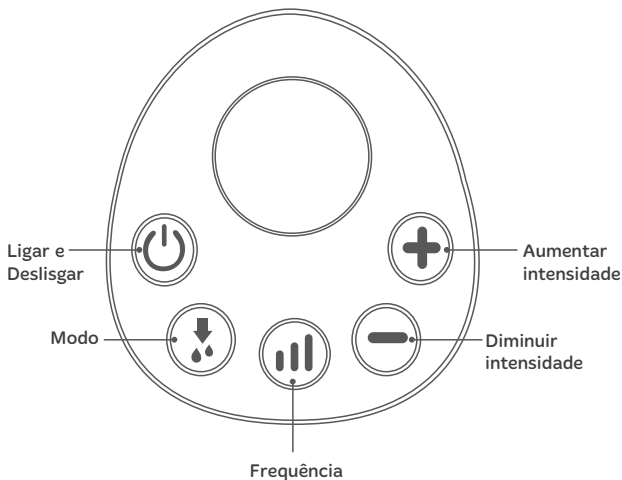 Ligar e
Deslisgar
Aumentar
intensidade
Modo
Diminuir
intensidade
Frequência